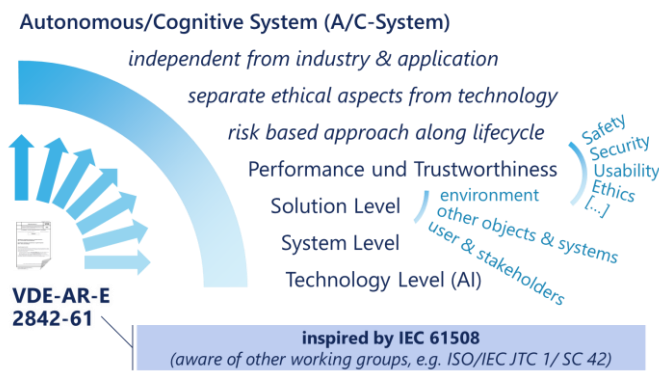 Autonomous/Cognitive System (A/C-System)
independent from industry & application
separate ethical aspects from technology
risk based approach along lifecycle
Performance und Trustworthiness
Safety
Security
Usability
Ethics
[...]
Solution Level
environment
other objects & systems
user & stakeholders
System Level
Technology Level (AI)
VDE-AR-E
2842-61
inspired by IEC 61508
(aware of other working groups, e.g. ISO/IEC JTC 1/ SC 42)